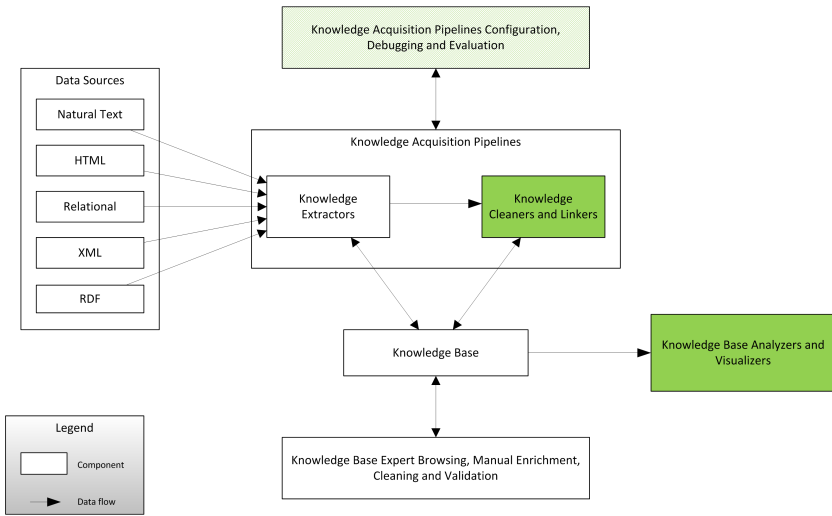 Knowledge Acquisition Pipelines Configuration,
Debugging and Evaluation
Data Sources
Natural Text
HTML
Relational
XML
RDF
Knowledge Acquisition Pipelines
Knowledge
Extractors
Knowledge
Cleaners and Linkers
Knowledge Base
Knowledge Base Analyzers and
Visualizers
Knowledge Base Expert Browsing, Manual Enrichment,
Cleaning and Validation
Legend
Component
Data flow